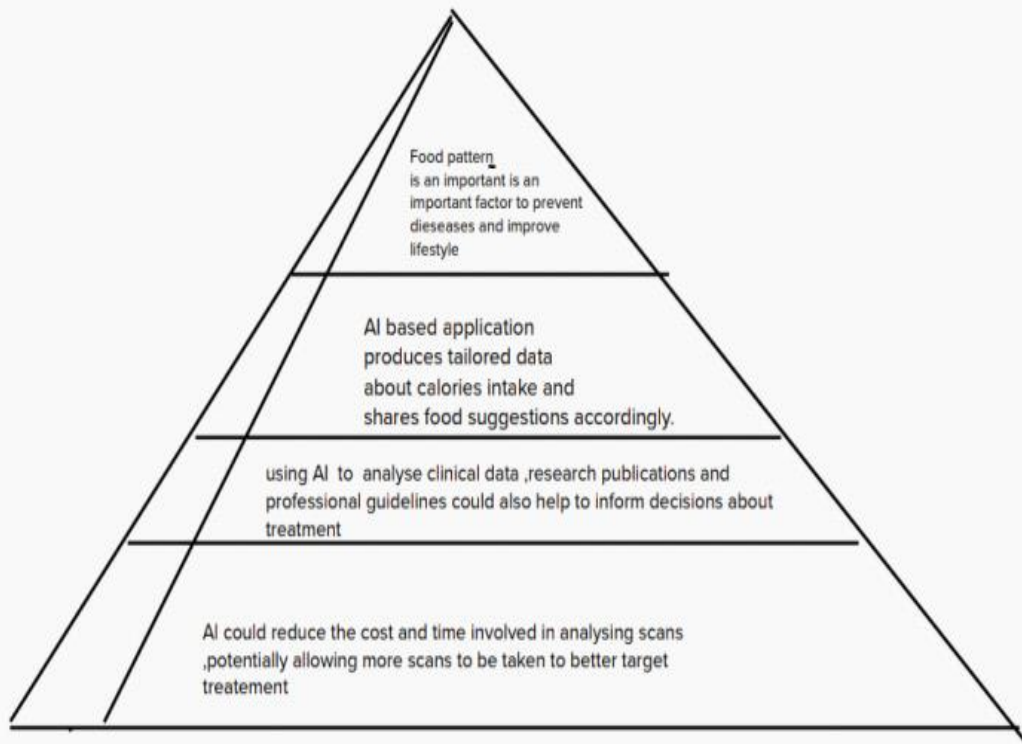 Food pattern
is an important is an
important factor to prevent
dieseases and improve
lifestyle
AI based application
produces tailored data
about calories intake and
shares food suggestions accordingly.
using AI to analyse clinical data ,research publications and
professional guidelines could also help to inform decisions about
treatment
AI could reduce the cost and time involved in analysing scans
,potentially allowing more scans to be taken to better target
treatement